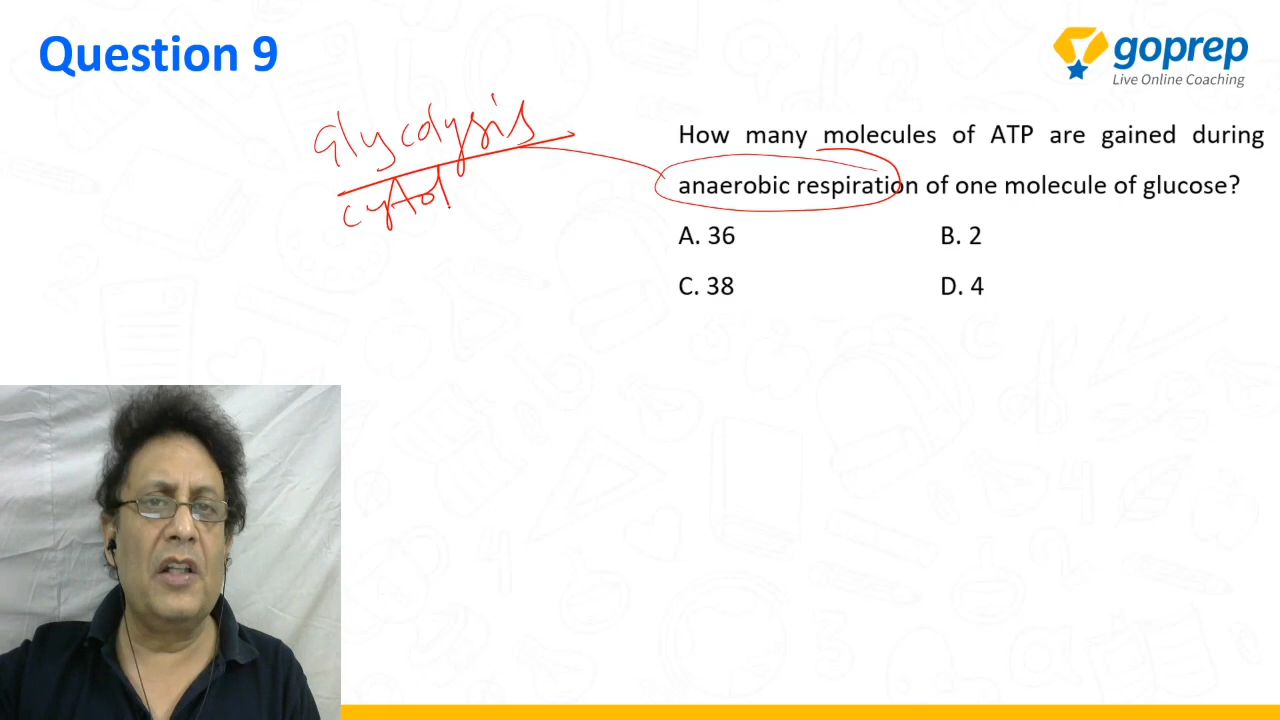 Question 9
goprep
Live Online Coaching
Glycolysis
cytol
How many molecules of ATP are gained during
anaerobic respiration of one molecule of glucose?
A. 36 B. 2
C. 38 D. 4